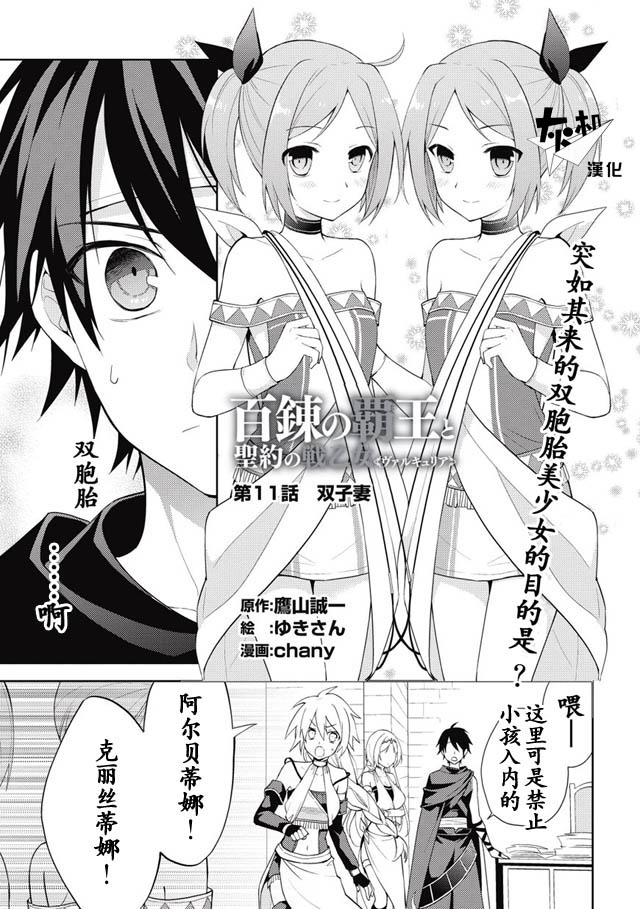 灰机
漢化
突如其来的双胞胎美少女的目的是？
百錬の覇王と
聖約の戦乙女<ヴァルキュリア>
第11話　双子妻
原作:鷹山誠一
絵　:ゆきさん
漫画:chany
双胞胎
………啊
喂—
这里可是禁止
小孩入内的
阿尔贝蒂娜！
克丽丝蒂娜！